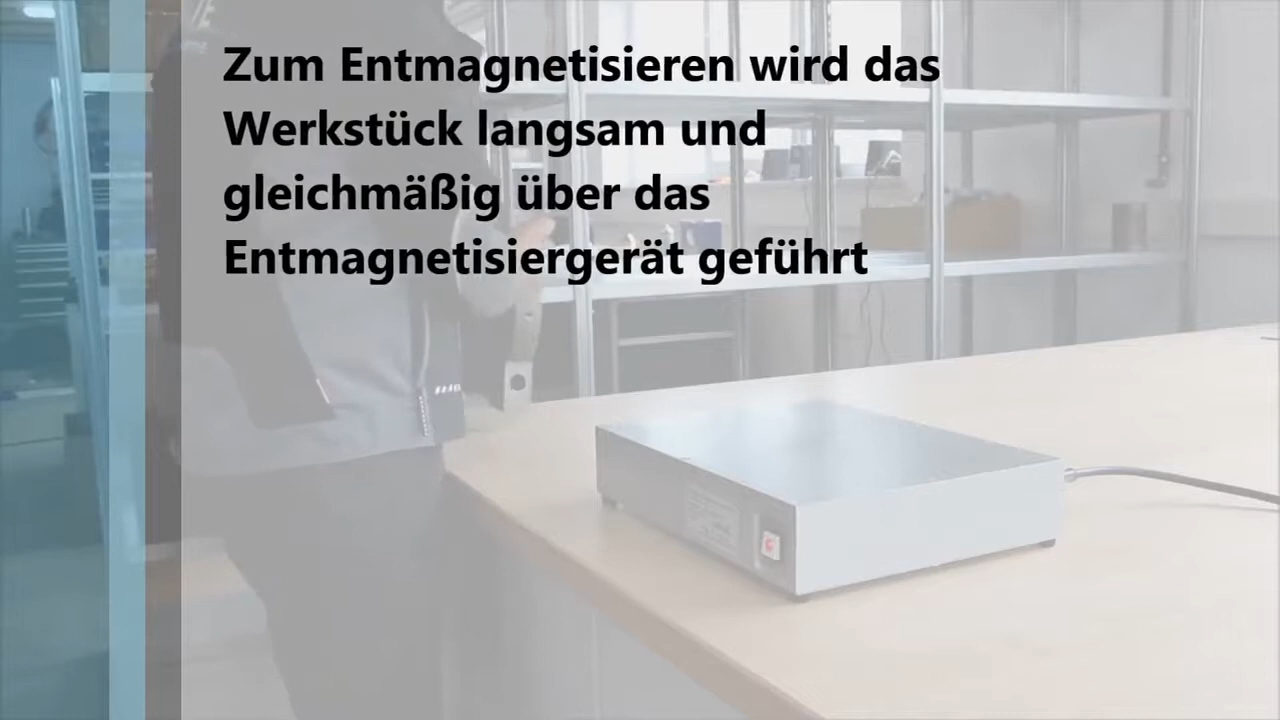 Zum Entmagnetisieren wird das
Werkstück langsam und
gleichmäßig über das
Entmagnetisiergerät geführt